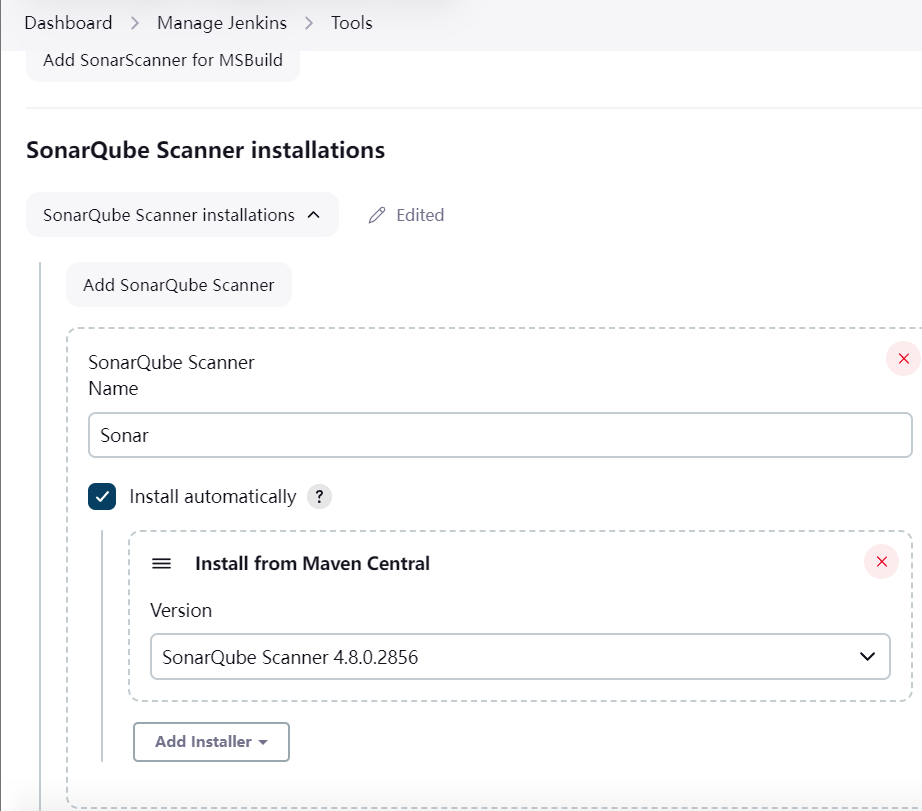 Dashboard > Manage Jenkins > Tools
Add SonarScanner for MSBuild
SonarQube Scanner installations
SonarQube Scanner installations
Edited
Add SonarQube Scanner
SonarQube Scanner
Name
Sonar
Install automatically ?
Install from Maven Central
Version
SonarQube Scanner 4.8.0.2856
Add Installer